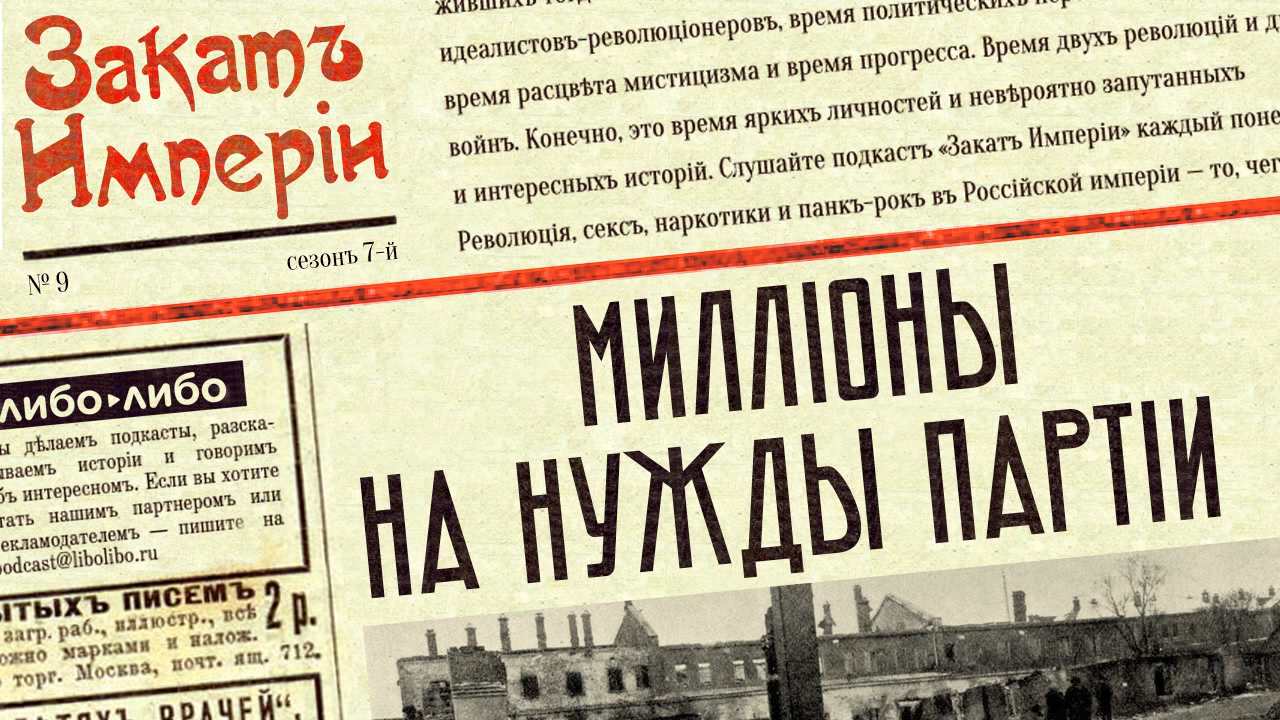 Закатъ
Имперіи
№ 9
сезонъ 7-й
идеалистовъ-революціонеровъ, время политическихъ
время расцвѣта мистицизма и время прогресса. Время двухъ революцій и
войнъ. Конечно, это время яркихъ личностей и невѣроятно запутанныхъ
и интересныхъ исторій. Слушайте подкастъ «Закатъ Имперіи» каждый
Революція, сексъ, наркотики и панкъ-рокъ въ Россійской имперіи — то,
МИЛЛІОНЫ
НА НУЖДЫ ПАРТІИ
либо▸либо
дѣлаемъ подкасты, разска-
исторіи и говоримъ
интересномъ. Если вы хотите
нашимъ партнеромъ или
— пишите на
podcast@libolibo.ru
ПИСЕМЪ 2 р.
загр. раб., иллюстр., всѣ
марками и налож.
торг. Москва, почт. ящ. 712.
ВРАЧЕЙ“.